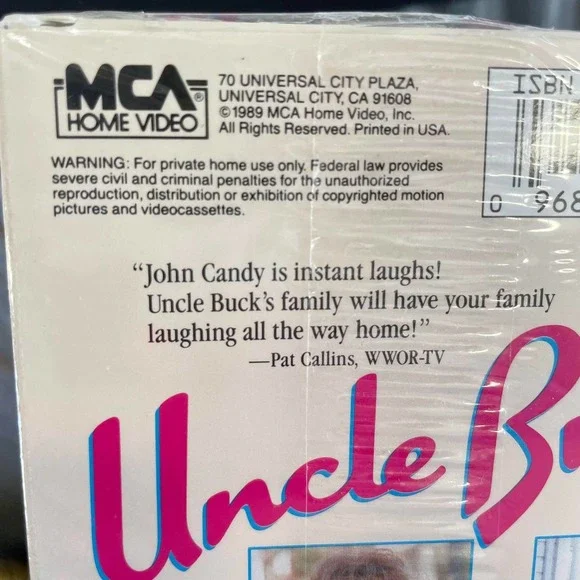 MCA
HOME VIDEO
®
70 UNIVERSAL CITY PLAZA,
UNIVERSAL CITY, CA 91608
©1989 MCA Home Video, Inc.
All Rights Reserved. Printed in USA.
ISBN
0 968
WARNING: For private home use only. Federal law provides
severe civil and criminal penalties for the unauthorized
reproduction, distribution or exhibition of copyrighted motion
pictures and videocassettes.
“John Candy is instant laughs!
Uncle Buck’s family will have your family
laughing all the way home!”
—Pat Callins, WWOR-TV
Uncle B